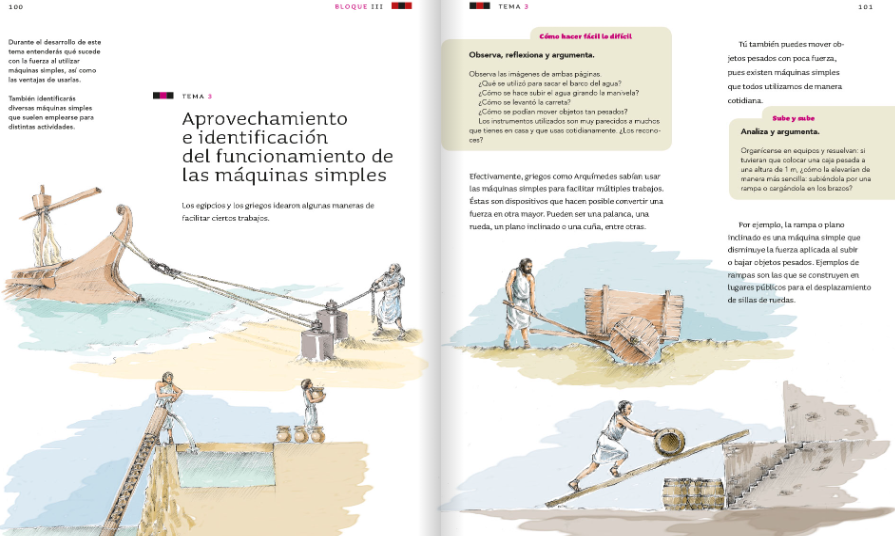 100
BLOQUE III
Durante el desarrollo de este
tema entenderás qué sucede
con la fuerza al utilizar
máquinas simples, así como
las ventajas de usarlas.
También identificarás
diversas máquinas simples
que suelen emplearse para
distintas actividades.
TEMA 3
Aprovechamiento
e identificación
del funcionamiento de
las máquinas simples
Los egipcios y los griegos idearon algunas maneras de
facilitar ciertos trabajos.
TEMA 3
101
Cómo hacer fácil lo difícil
Observa, reflexiona y argumenta.
Observa las imágenes de ambas páginas.
¿Qué se utilizó para sacar el barco del agua?
¿Cómo se hace subir el agua girando la manivela?
¿Cómo se levantó la carreta?
¿Cómo se podían mover objetos tan pesados?
Los instrumentos utilizados son muy parecidos a muchos
que tienes en casa y que usas cotidianamente. ¿Los recono-
ces?
Efectivamente, griegos como Arquímedes sabían usar
las máquinas simples para facilitar múltiples trabajos.
Éstas son dispositivos que hacen posible convertir una
fuerza en otra mayor. Pueden ser una palanca, una
rueda, un plano inclinado o una cuña, entre otras.
Tú también puedes mover ob-
jetos pesados con poca fuerza,
pues existen máquinas simples
que todos utilizamos de manera
cotidiana.
Sube y sube
Analiza y argumenta.
Organícense en equipos y resuelvan: si
tuvieran que colocar una caja pesada a
una altura de 1 m, ¿cómo la elevarían de
manera más sencilla: subiéndola por una
rampa o cargándola en los brazos?
Por ejemplo, la rampa o plano
inclinado es una máquina simple que
disminuye la fuerza aplicada al subir
o bajar objetos pesados. Ejemplos de
rampas son las que se construyen en
lugares públicos para el desplazamiento
de sillas de ruedas.